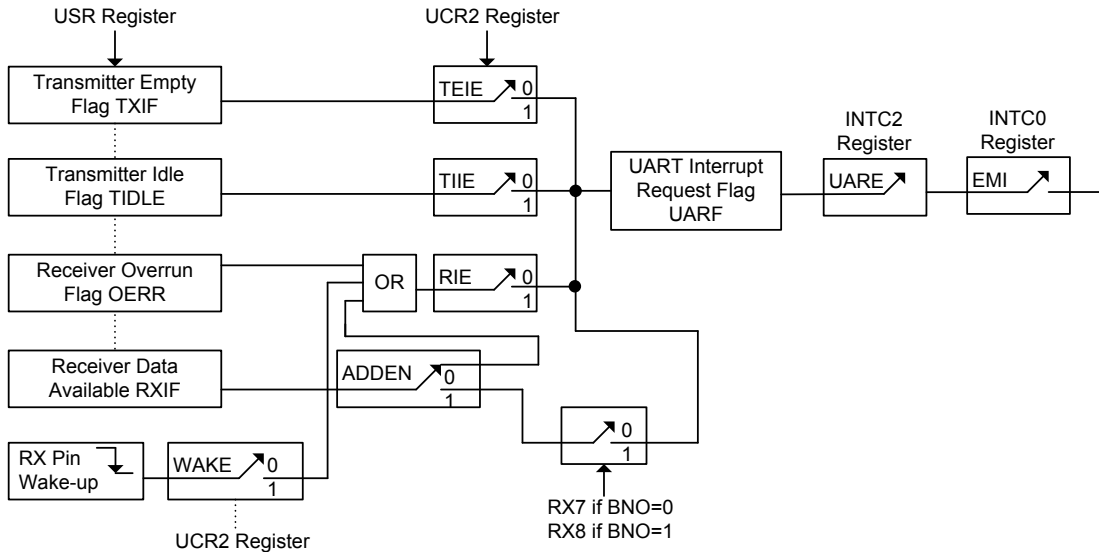 USR Register
UCR2 Register
Transmitter Empty
Flag TXIF
TEIE
0
1
INTC2
Register
INTC0
Register
Transmitter Idle
Flag TIDLE
TIIE
0
1
UART Interrupt
Request Flag
UARF
UARE
EMI
Receiver Overrun
Flag OERR
OR
RIE
0
1
Receiver Data
Available RXIF
ADDEN
0
1
0
1
RX Pin
Wake-up
WAKE
0
1
RX7 if BNO=0
RX8 if BNO=1
UCR2 Register